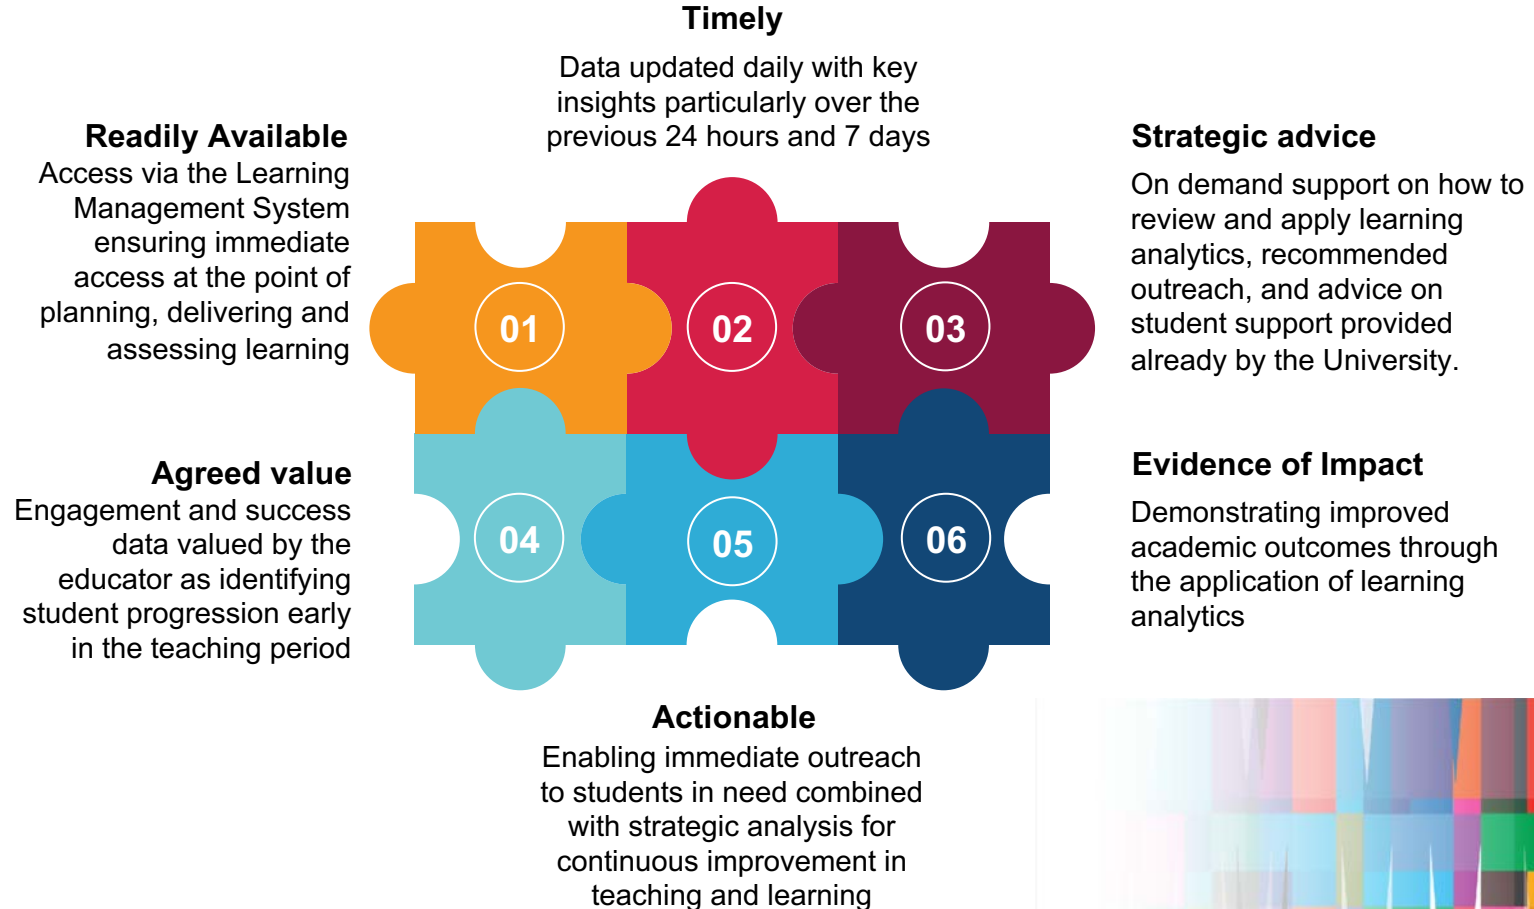 Timely
Data updated daily with key
insights particularly over the
previous 24 hours and 7 days
Readily Available
Access via the Learning
Management System
ensuring immediate
access at the point of
planning, delivering and
assessing learning
Strategic advice
On demand support on how to
review and apply learning
analytics, recommended
outreach, and advice on
student support provided
already by the University.
01
02
03
Agreed value
Engagement and success
data valued by the
educator as identifying
student progression early
in the teaching period
04
05
06
Evidence of Impact
Demonstrating improved
academic outcomes through
the application of learning
analytics
Actionable
Enabling immediate outreach
to students in need combined
with strategic analysis for
continuous improvement in
teaching and learning